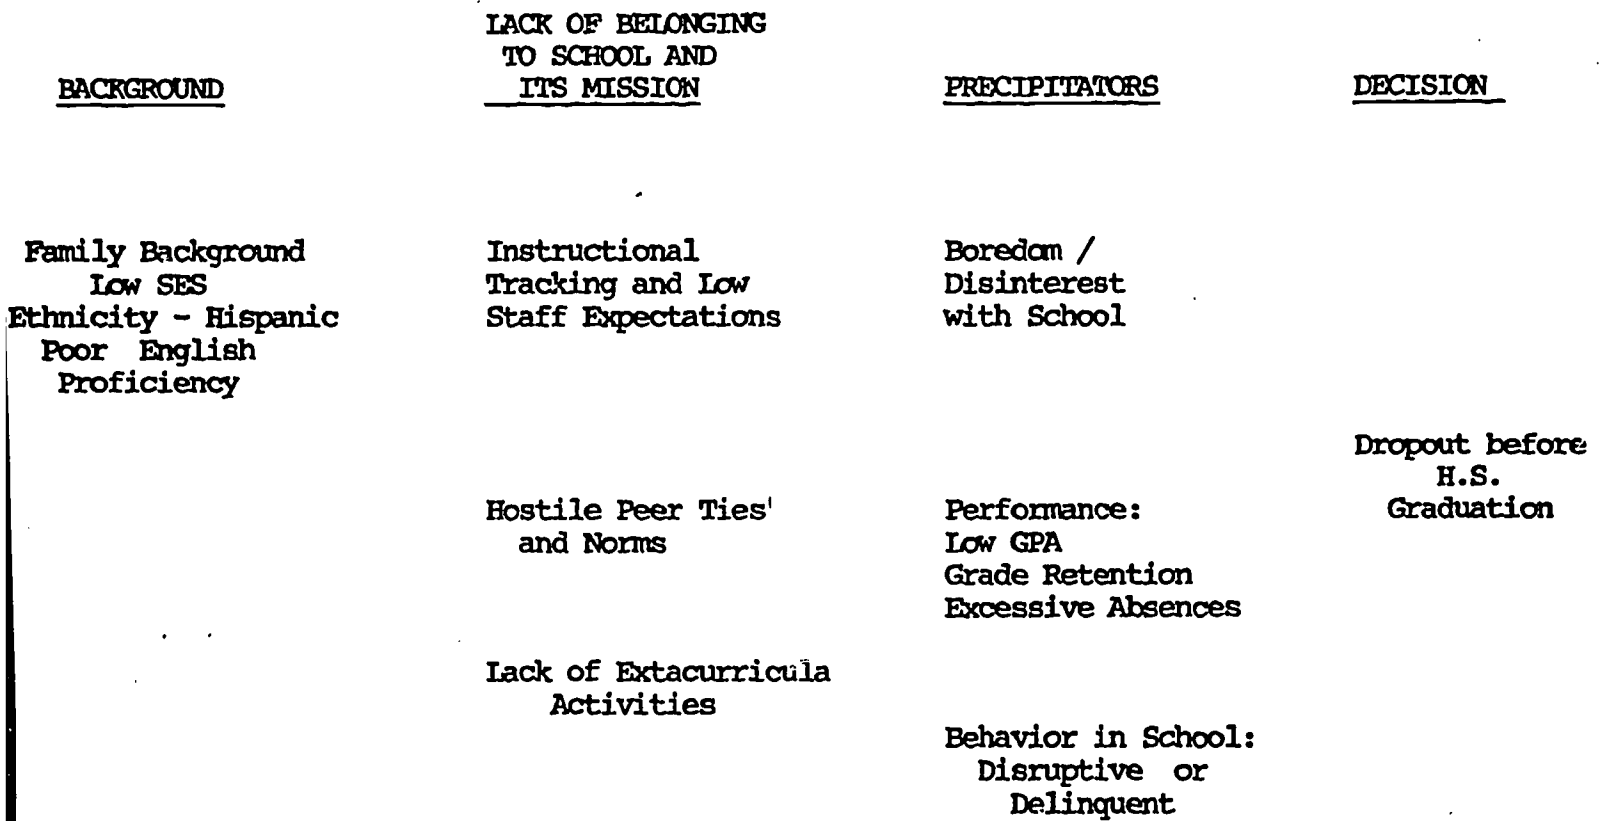 LACK OF BELONGING
TO SCHOOL AND
ITS MISSION
BACKGROUND
PRECIPITATORS
DECISION
Family Background
Low SES
Ethnicity - Hispanic
Poor English
Proficiency
Instructional
Tracking and Low
Staff Expectations
Hostile Peer Ties
and Norms
Lack of Extacurricula
Activities
Boredom /
Disinterest
with School
Performance:
Low GPA
Grade Retention
Excessive Absences
Behavior in School:
Disruptive or
Delinquent
Dropout before
H.S.
Graduation